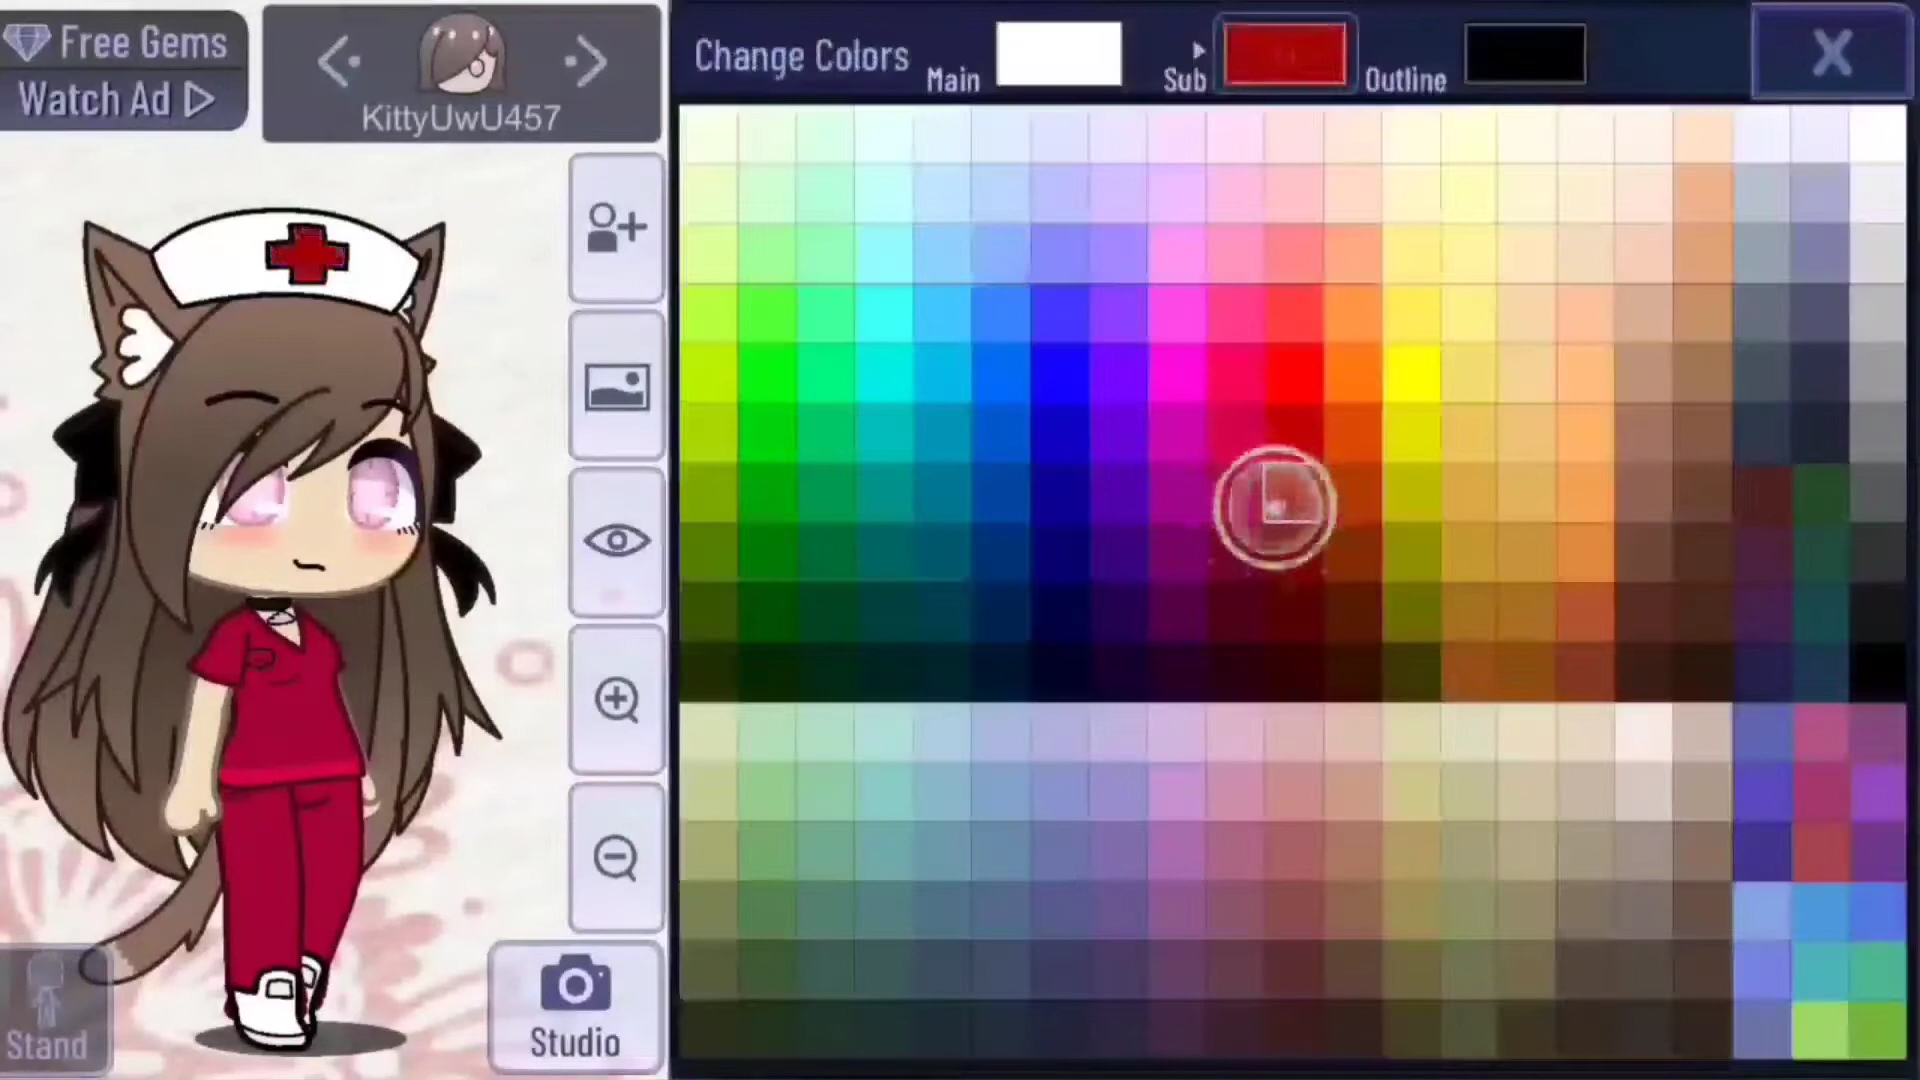 Free Gems
Watch Ad
KittyUwU457
Change Colors
Main
Sub
Outline
X
Studio
Stand